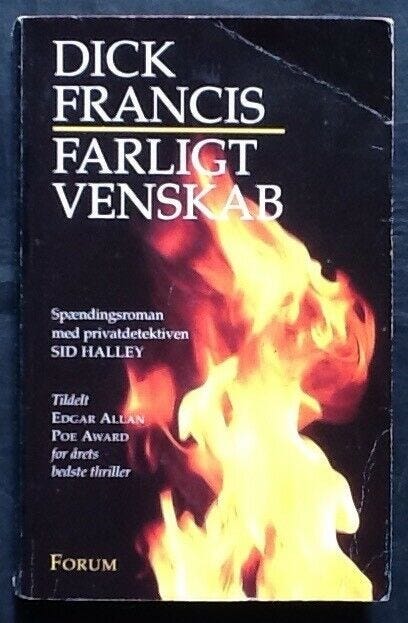 DICK
FRANCIS
FARLIGT
VENSKAB
Spændingsroman
med privatdetektiven
SID HALLEY
Tildelt
EDGAR ALLAN
POE AWARD
for årets
bedste thriller
FORUM